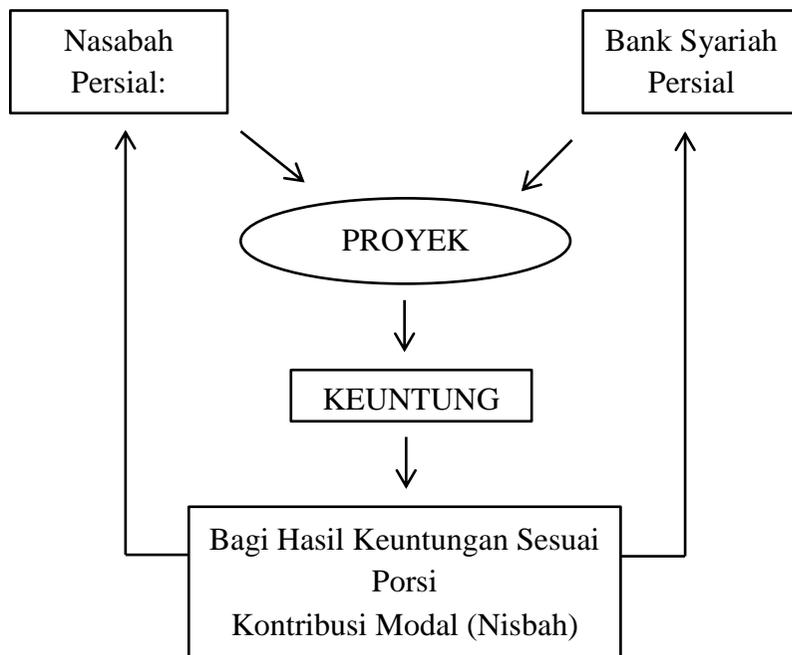 Nasabah
Persial:
Bank Syariah
Persial
PROYEK
KEUNTUNG
Bagi Hasil Keuntungan Sesuai
Porsi
Kontribusi Modal (Nisbah)